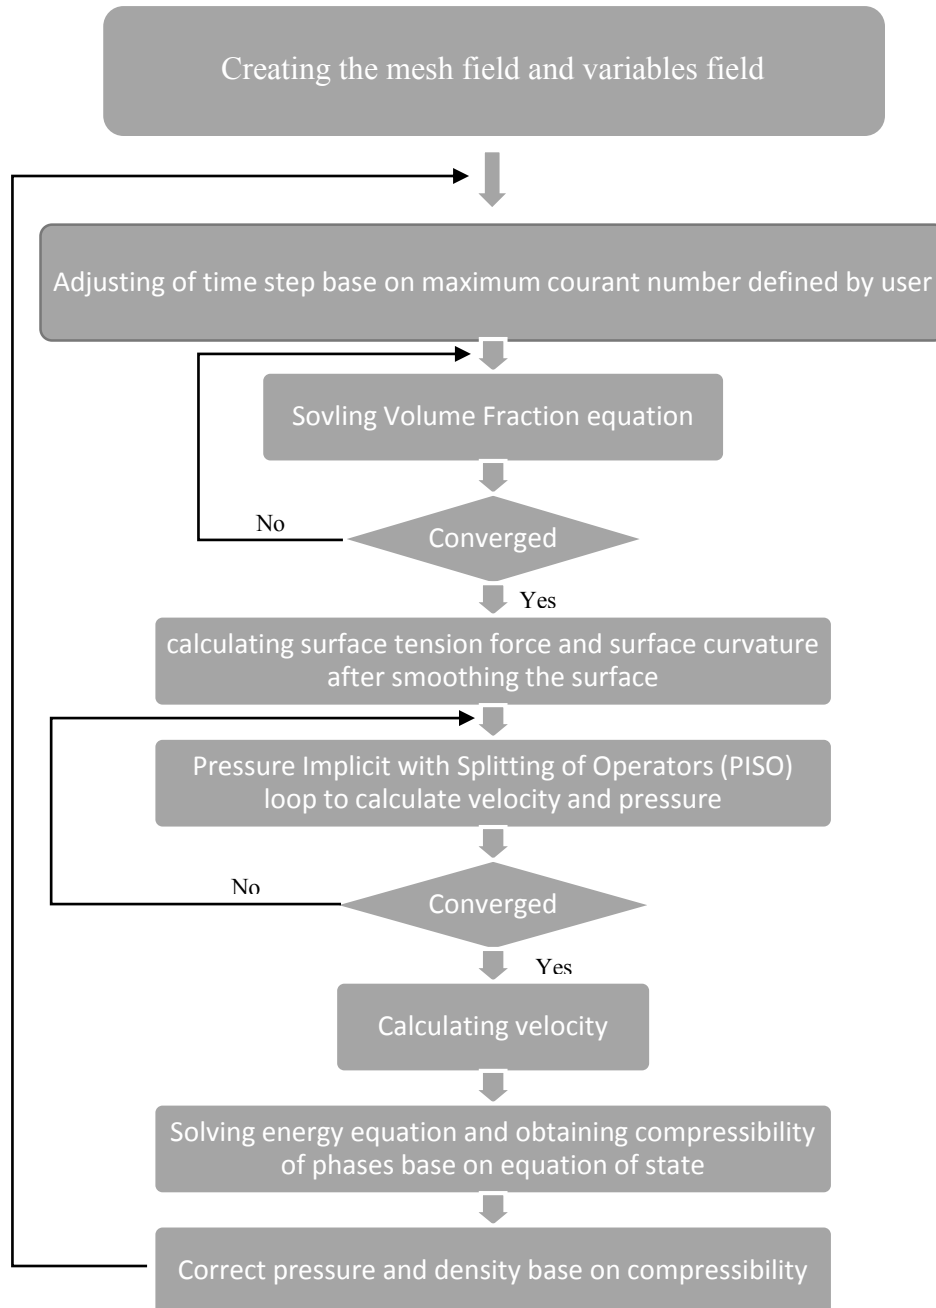 Creating the mesh field and variables field
Adjusting of time step base on maximum courant number defined by user
Sovling Volume Fraction equation
No
Converged
Yes
calculating surface tension force and surface curvature
after smoothing the surface
Pressure Implicit with Splitting of Operators (PISO)
loop to calculate velocity and pressure
No
Converged
Yes
Calculating velocity
Solving energy equation and obtaining compressibility
of phases base on equation of state
Correct pressure and density base on compressibility